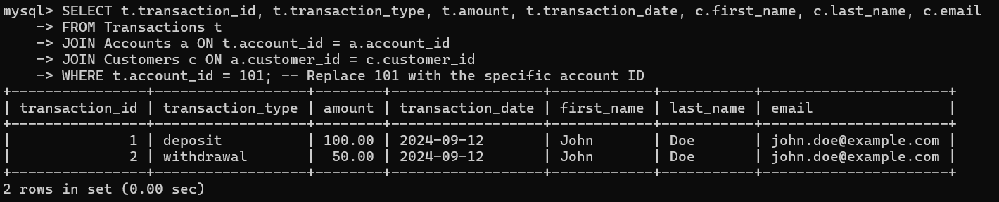 mysql> SELECT t.transaction_id, t.transaction_type, t.amount, t.transaction_date, c.first_name, c.last_name, c.email
    -> FROM Transactions t
    -> JOIN Accounts a ON t.account_id = a.account_id
    -> JOIN Customers c ON a.customer_id = c.customer_id
    -> WHERE t.account_id = 101; -- Replace 101 with the specific account ID
+----------------+------------------+--------+------------------+------------+-----------+----------------------+
| transaction_id | transaction_type | amount | transaction_date | first_name | last_name | email                |
+----------------+------------------+--------+------------------+------------+-----------+----------------------+
|              1 | deposit          | 100.00 | 2024-09-12       | John       | Doe       | john.doe@example.com |
|              2 | withdrawal       |  50.00 | 2024-09-12       | John       | Doe       | john.doe@example.com |
+----------------+------------------+--------+------------------+------------+-----------+----------------------+
2 rows in set (0.00 sec)